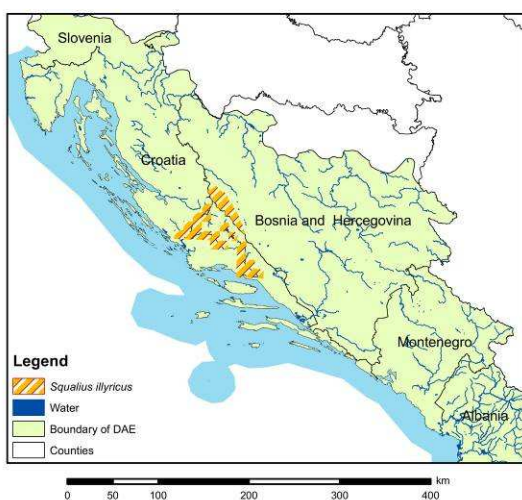 Slovenia
Croatia
Bosnia and Hercegovina
Montenegro
Albania
Legend
Squalius illyricus
Water
Boundary of DAE
Counties
km
0 50 100 200 300 400